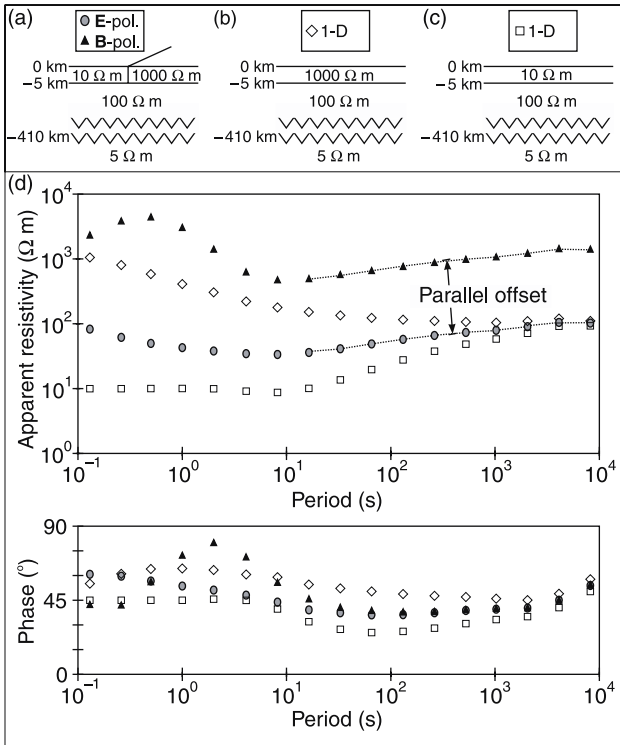 (a)
E-pol.
B-pol.
0 km
10 Ω m
1000 Ω m
−5 km
100 Ω m
−410 km
5 Ω m
(b)
1-D
0 km
1000 Ω m
−5 km
100 Ω m
−410 km
5 Ω m
(c)
1-D
0 km
10 Ω m
−5 km
100 Ω m
−410 km
5 Ω m
(d)
Apparent resistivity (Ω m)
10⁴
10³
10²
10¹
10⁰
Parallel offset
10⁻¹ 10⁰ 10¹ 10² 10³ 10⁴
Period (s)
Phase (°)
90
45
0
10⁻¹ 10⁰ 10¹ 10² 10³ 10⁴
Period (s)